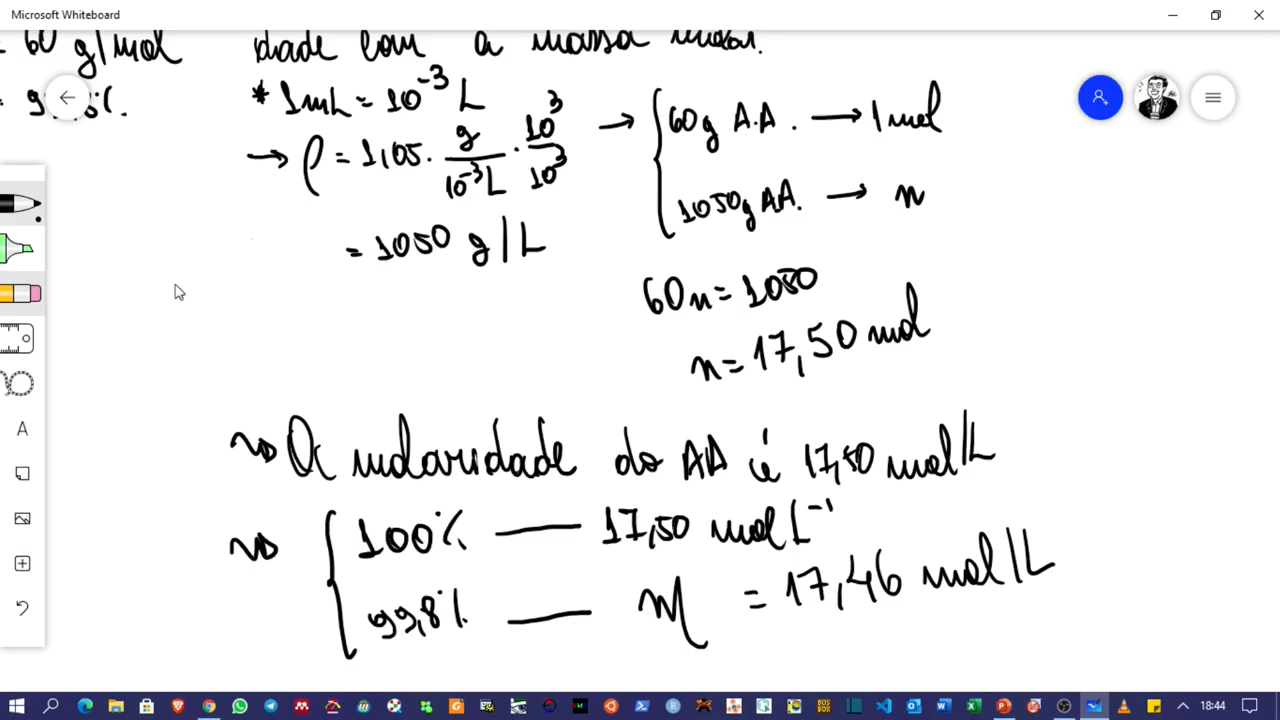 Microsoft Whiteboard
= 60 g/mol
dade com a massa molar.
* 1mL = 10⁻³ L
→ ρ = 1,05 · g/10⁻³L · 10³/10³
= 1050 g/L
→ { 60g A.A. → 1 mol
1050g AA. → n
60n = 1050
n = 17,50 mol
A molaridade do AA é 17,50 mol/L
{ 100% — 17,50 mol L⁻¹
99,8% — M = 17,46 mol/L
A
18:44